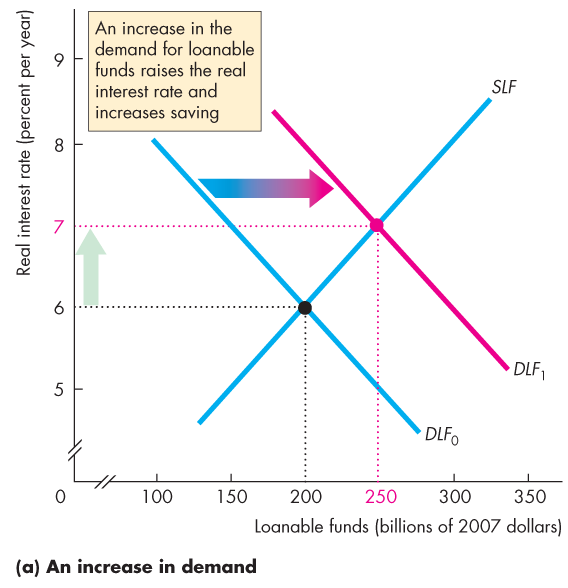 Real interest rate (percent per year)
An increase in the
demand for loanable
funds raises the real
interest rate and
increases saving
9
8
7
6
5
SLF
DLF1
DLF0
0
100
150
200
250
300
350
Loanable funds (billions of 2007 dollars)
(a) An increase in demand